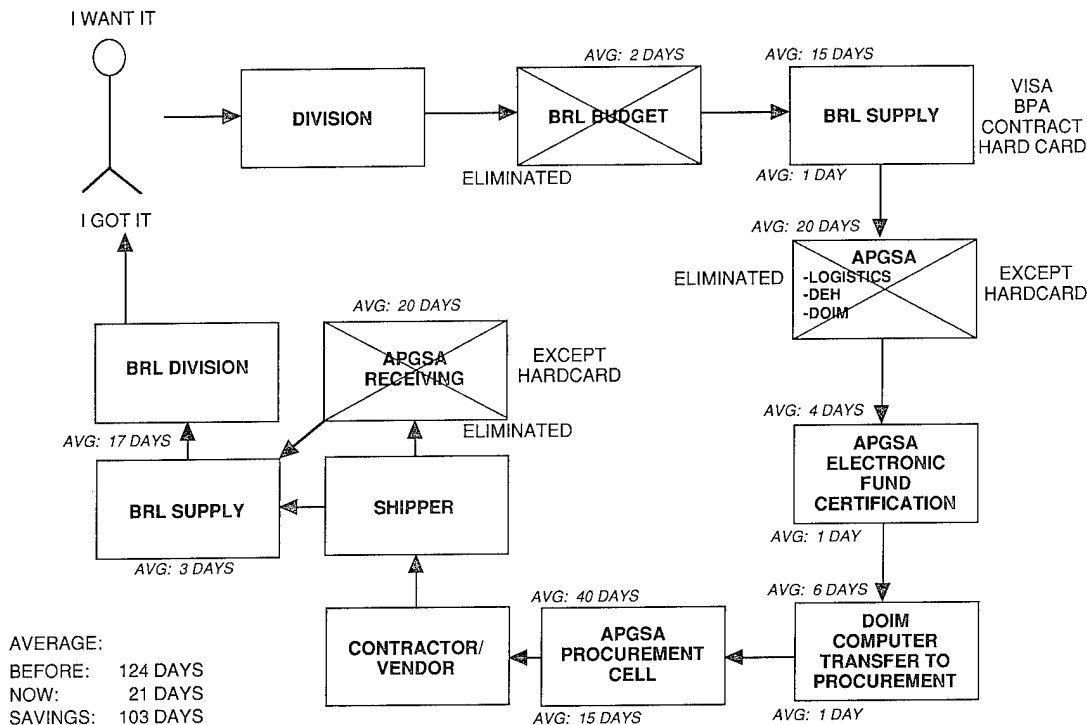 I WANT IT
I GOT IT
DIVISION
AVG: 2 DAYS
BRL BUDGET
ELIMINATED
AVG: 15 DAYS
BRL SUPPLY
AVG: 1 DAY
VISA
BPA
CONTRACT
HARD CARD
AVG: 20 DAYS
ELIMINATED
APGSA
-LOGISTICS
-DEH
-DOIM
EXCEPT
HARDCARD
AVG: 4 DAYS
APGSA
ELECTRONIC
FUND
CERTIFICATION
AVG: 1 DAY
AVG: 6 DAYS
DOIM
COMPUTER
TRANSFER TO
PROCUREMENT
AVG: 1 DAY
AVG: 40 DAYS
APGSA
PROCUREMENT
CELL
AVG: 15 DAYS
CONTRACTOR/
VENDOR
SHIPPER
AVG: 20 DAYS
APGSA
RECEIVING
EXCEPT
HARDCARD
ELIMINATED
AVG: 17 DAYS
BRL SUPPLY
AVG: 3 DAYS
BRL DIVISION
AVERAGE:
BEFORE: 124 DAYS
NOW: 21 DAYS
SAVINGS: 103 DAYS